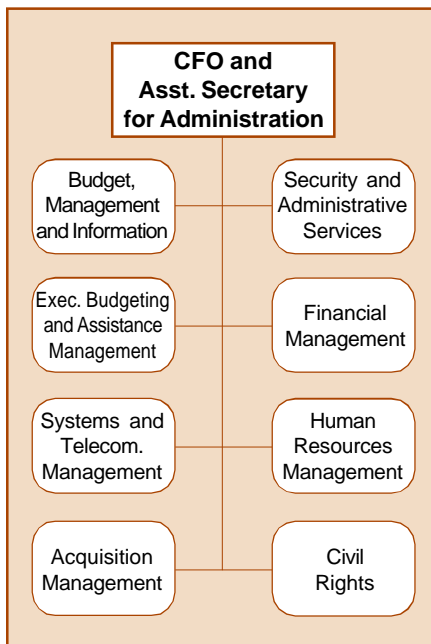 CFO and
Asst. Secretary
for Administration
Budget,
Management
and Information
Security and
Administrative
Services
Exec. Budgeting
and Assistance
Management
Financial
Management
Systems and
Telecom.
Management
Human
Resources
Management
Acquisition
Management
Civil
Rights